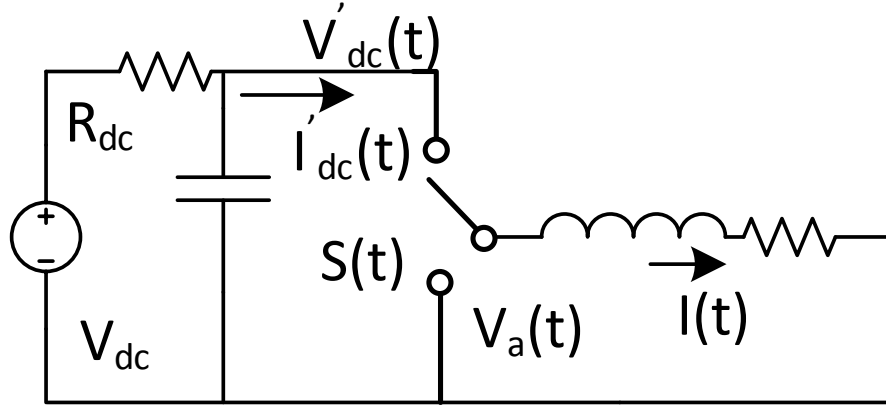 V'dc(t)
Rdc
I'dc(t)
+
−
S(t)
Vdc
Va(t)
I(t)